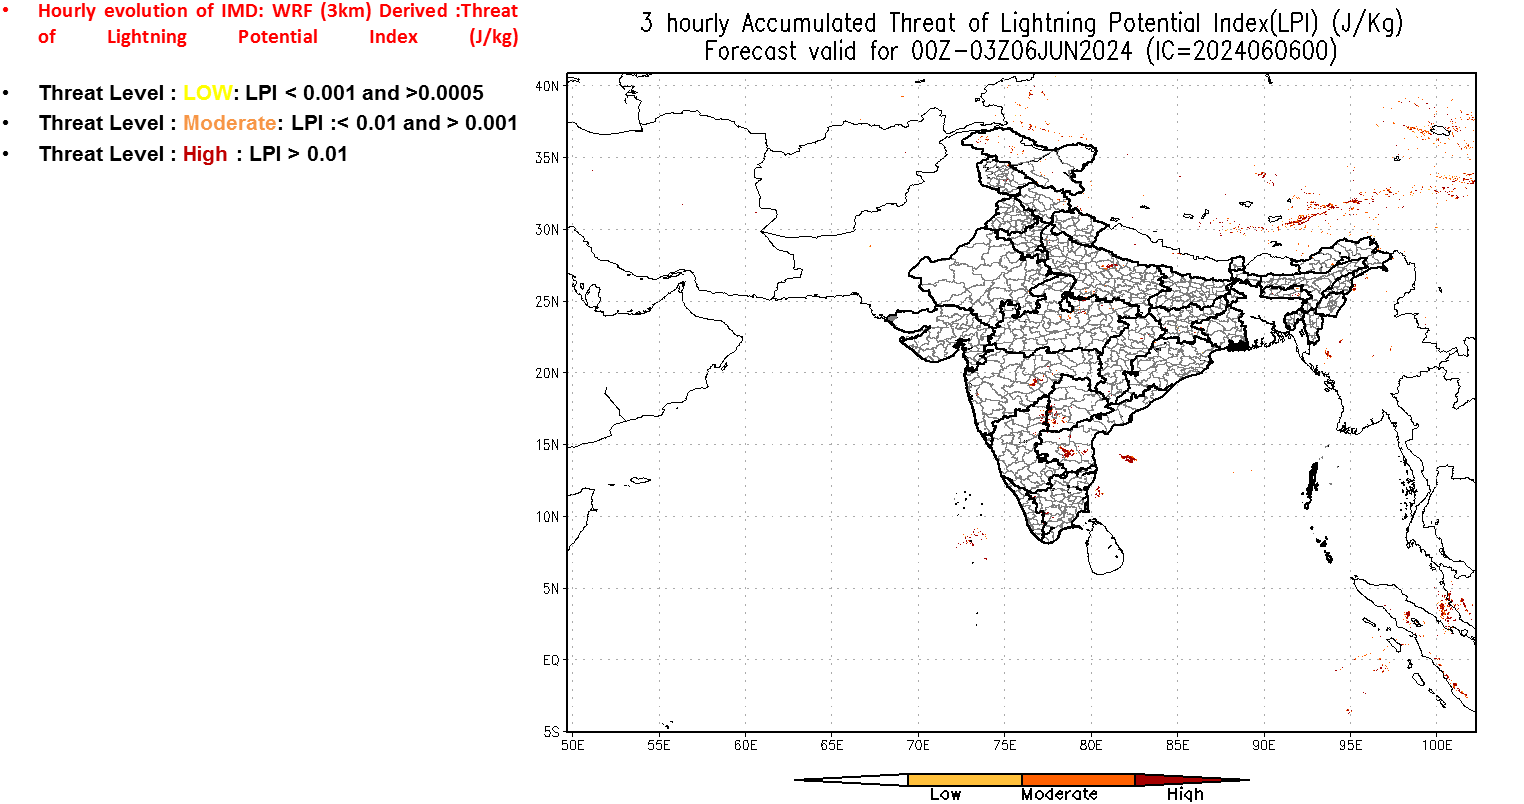 • Hourly evolution of IMD: WRF (3km) Derived :Threat
of Lightning Potential Index (J/kg)
• Threat Level : LOW: LPI < 0.001 and >0.0005
• Threat Level : Moderate: LPI :< 0.01 and > 0.001
• Threat Level : High : LPI > 0.01
3 hourly Accumulated Threat of Lightning Potential Index(LPI) (J/Kg)
Forecast valid for 00Z-03Z06JUN2024 (IC=2024060600)
40N
35N
30N
25N
20N
15N
10N
5N
EQ
5S
50E 55E 60E 65E 70E 75E 80E 85E 90E 95E 100E
Low Moderate High